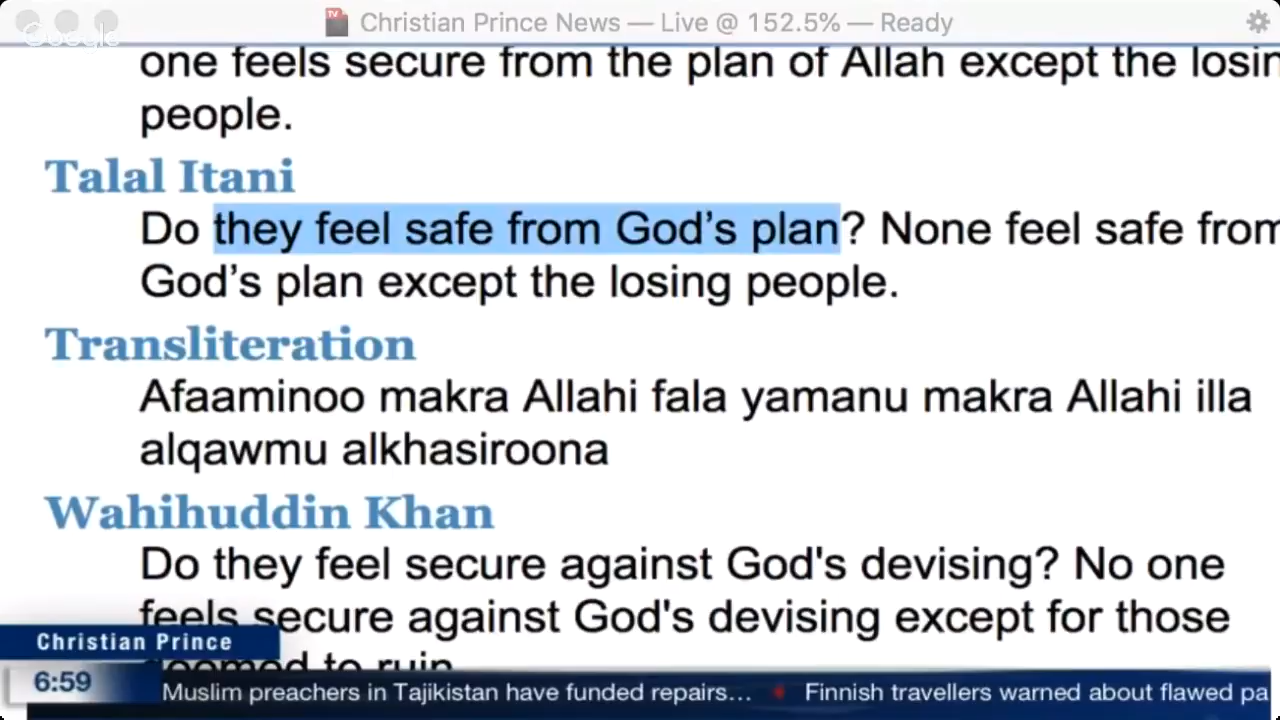 Christian Prince News — Live @ 152.5% — Ready
Google
one feels secure from the plan of Allah except the losin
people.
Talal Itani
Do they feel safe from God’s plan? None feel safe from
God’s plan except the losing people.
Transliteration
Afaaminoo makra Allahi fala yamanu makra Allahi illa
alqawmu alkhasiroona
Wahihuddin Khan
Do they feel secure against God's devising? No one
feels secure against God's devising except for those
doomed to ruin
Christian Prince
6:59
Muslim preachers in Tajikistan have funded repairs... Finnish travellers warned about flawed pa